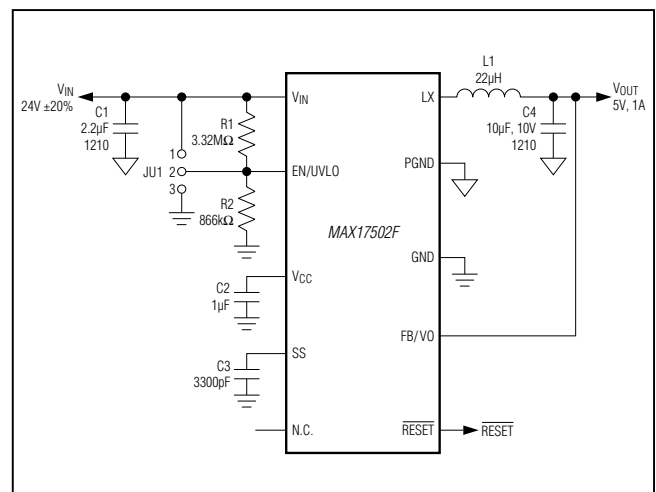 VIN
24V ±20%
C1
2.2µF
1210
1
JU1 2
3
R1
3.32MΩ
R2
866kΩ
C2
1µF
C3
3300pF
VIN
EN/UVLO
VCC
SS
N.C.
MAX17502F
LX
PGND
GND
FB/VO
RESET
RESET
L1
22µH
C4
10µF, 10V
1210
VOUT
5V, 1A